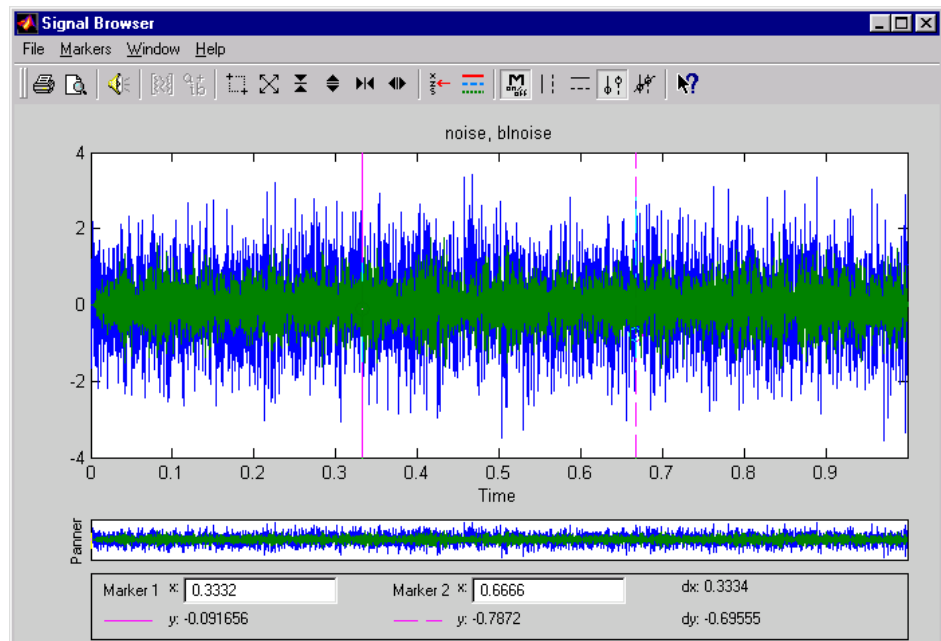 Signal Browser
File Markers Window Help
M
on/off
noise, blnoise
4
2
0
-2
-4
0 0.1 0.2 0.3 0.4 0.5 0.6 0.7 0.8 0.9
Time
Panner
Marker 1 x: 0.3332 Marker 2 x: 0.6666 dx: 0.3334
y: -0.091656 y: -0.7872 dy: -0.69555